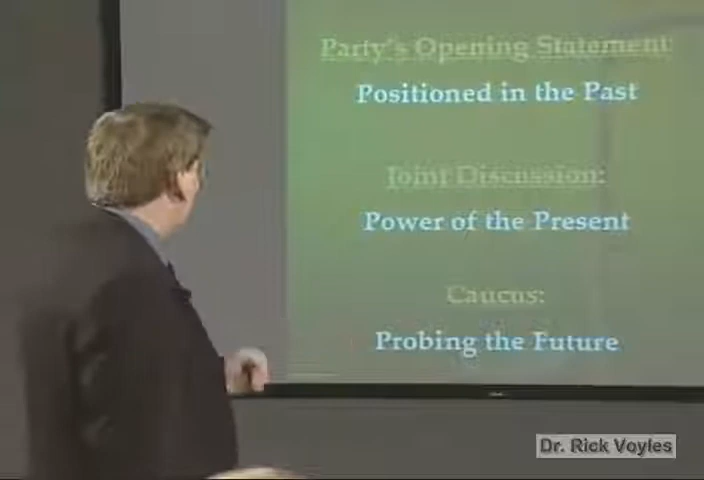 Party's Opening Statement
Positioned in the Past
Joint Discussion:
Power of the Present
Caucus:
Probing the Future
Dr. Rick Voyles